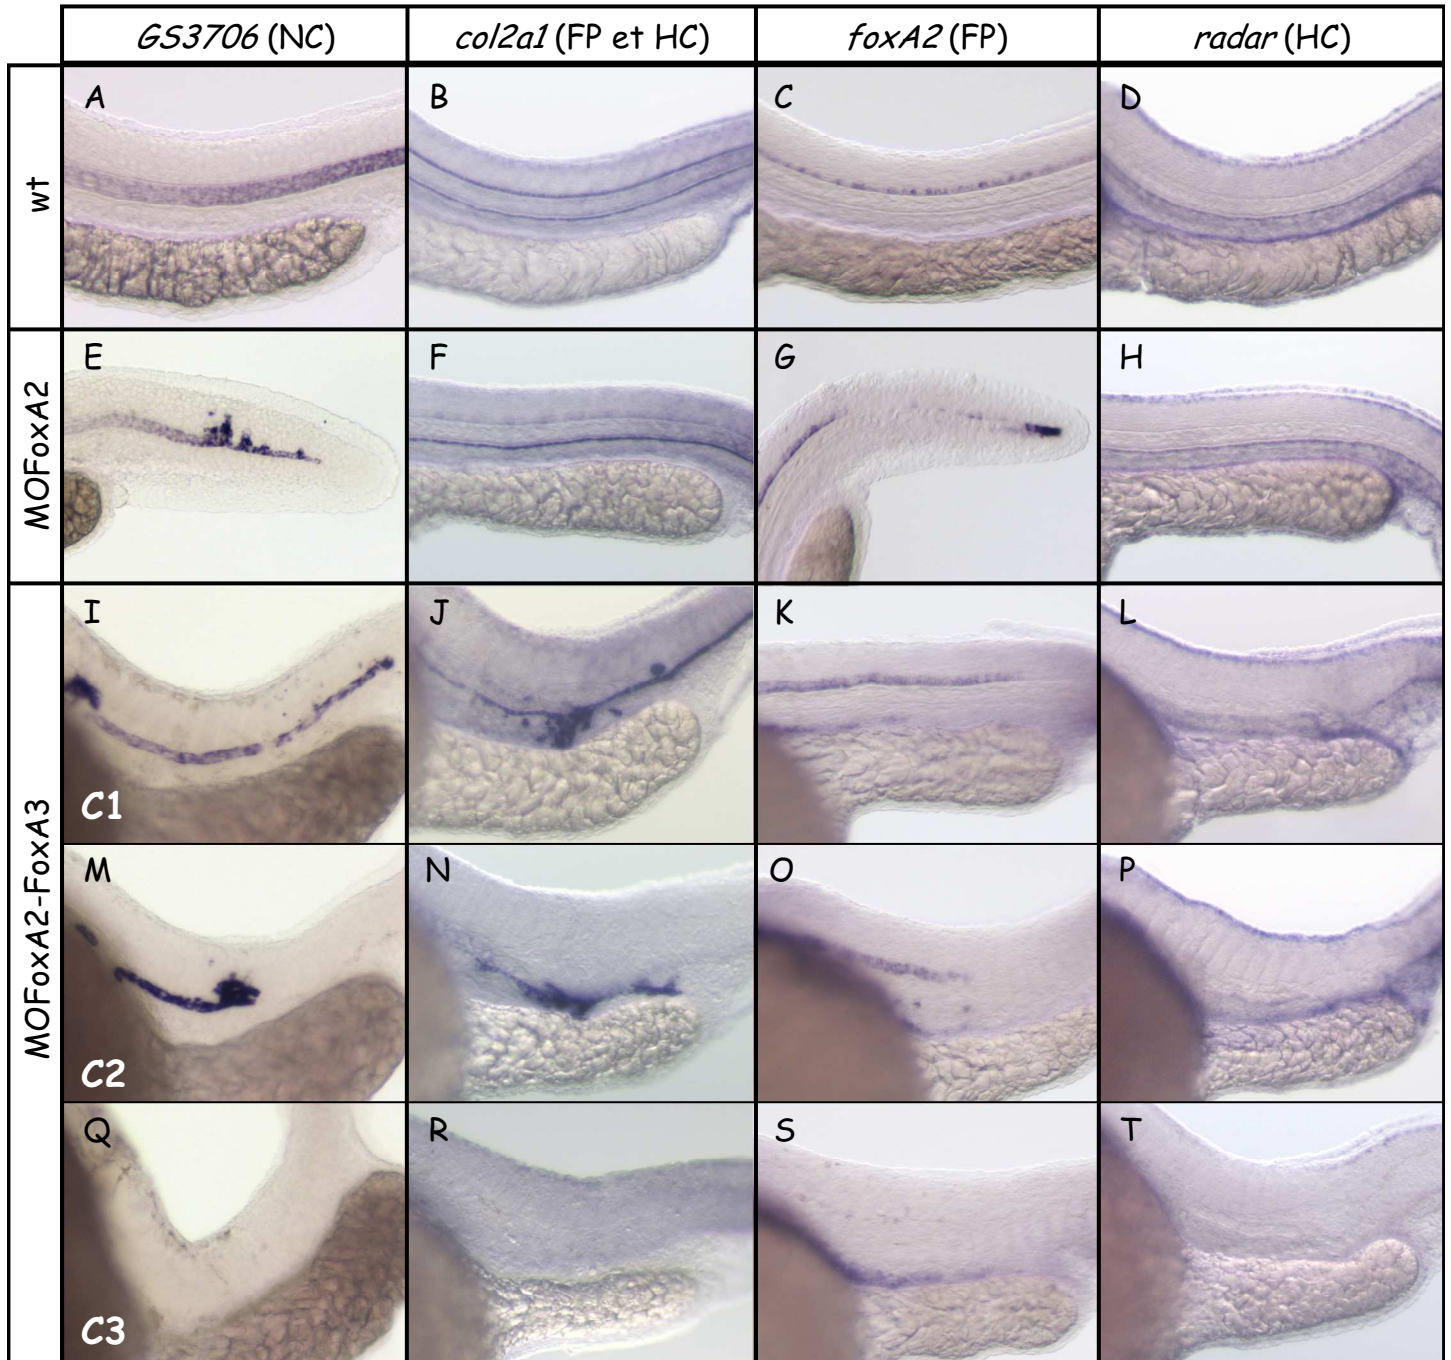 GS3706 (NC)
col2a1 (FP et HC)
foxA2 (FP)
radar (HC)
wt
A
B
C
D
MOFoxA2
E
F
G
H
MOFoxA2-FoxA3
I
C1
J
K
L
M
C2
N
O
P
Q
C3
R
S
T